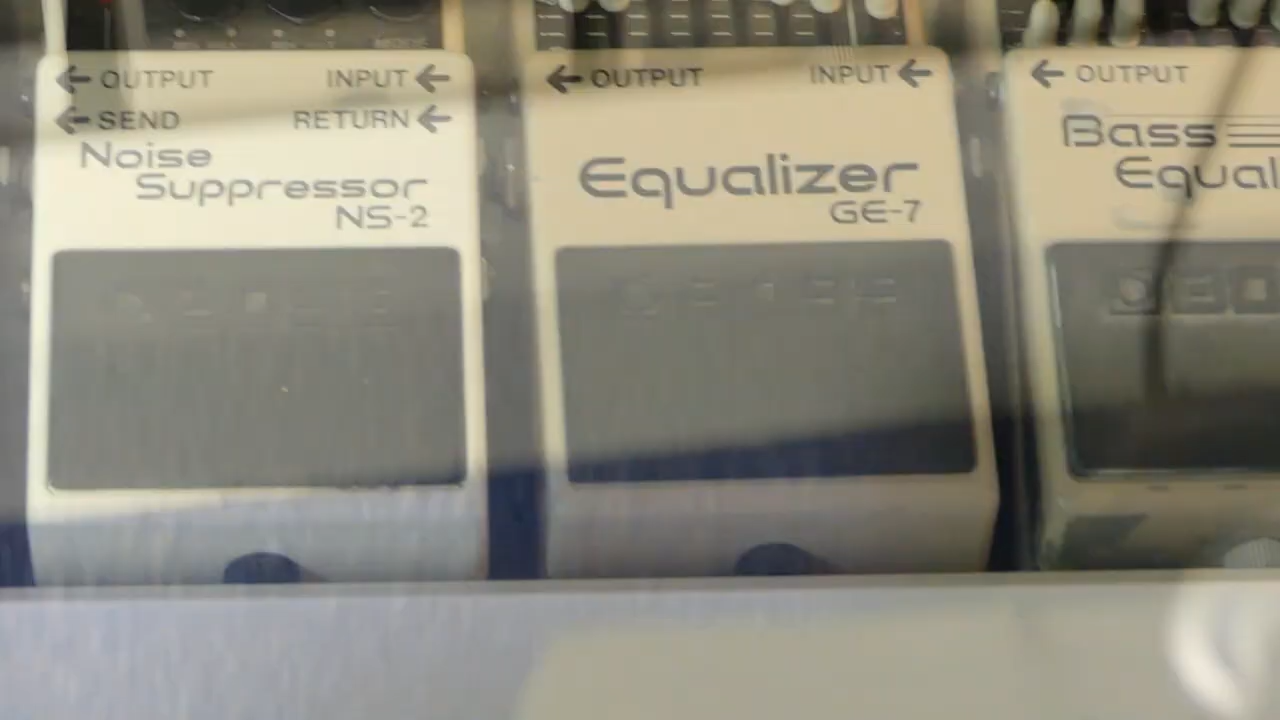 ← OUTPUT INPUT ←
← SEND RETURN ←
Noise
Suppressor
NS-2
← OUTPUT INPUT ←
Equalizer
GE-7
← OUTPUT
Bass
Equal